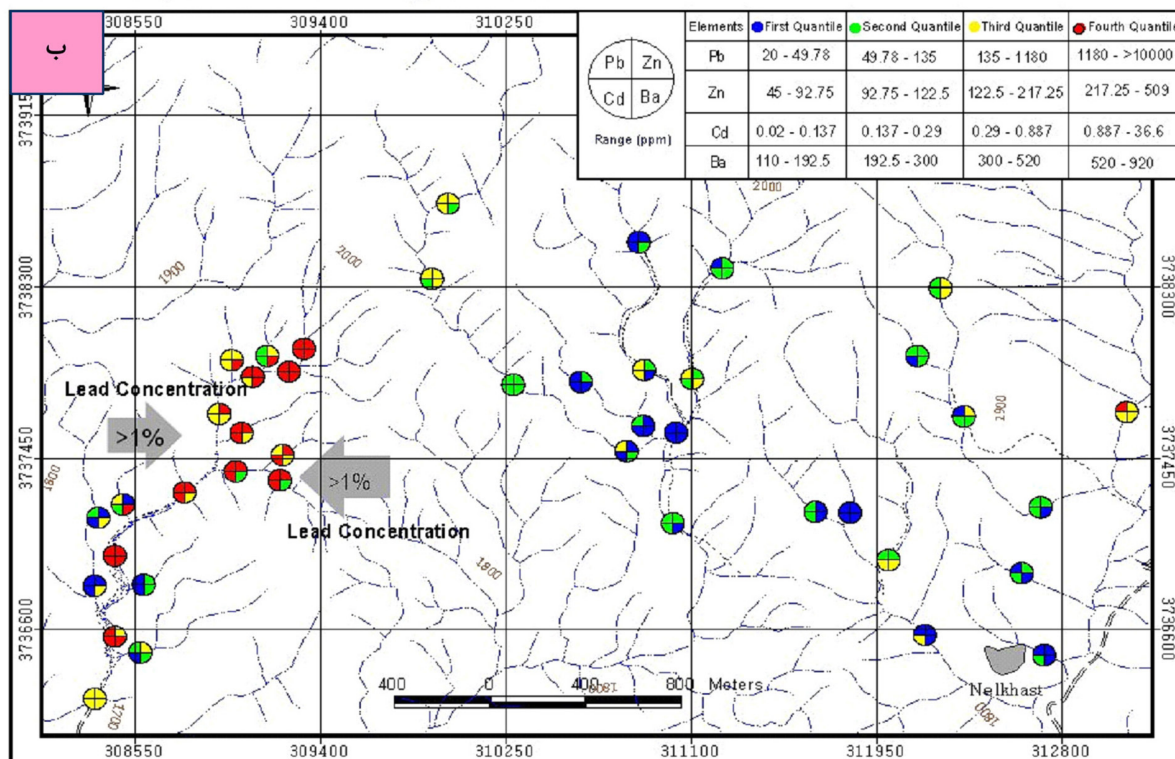 308550 309400 310250
ب
Elements First Quantile Second Quantile Third Quantile Fourth Quantile
Pb 20 - 49.78 49.78 - 135 135 - 1180 1180 - >10000
Zn 45 - 92.75 92.75 - 122.5 122.5 - 217.25 217.25 - 509
Cd 0.02 - 0.137 0.137 - 0.29 0.29 - 0.887 0.887 - 36.6
Ba 110 - 192.5 192.5 - 300 300 - 520 520 - 920
Pb Zn
Cd Ba
Range (ppm)
3739150
2000
2000
1900
3738300 3738300
Lead Concentration
2900
>1%
3737450 3737450
1800
>1%
Lead Concentration
1800
3736600 3736600
Nelkhast
400 0 400 800 Meters
1800
1700
1800
308550 309400 310250 311100 311950 312800